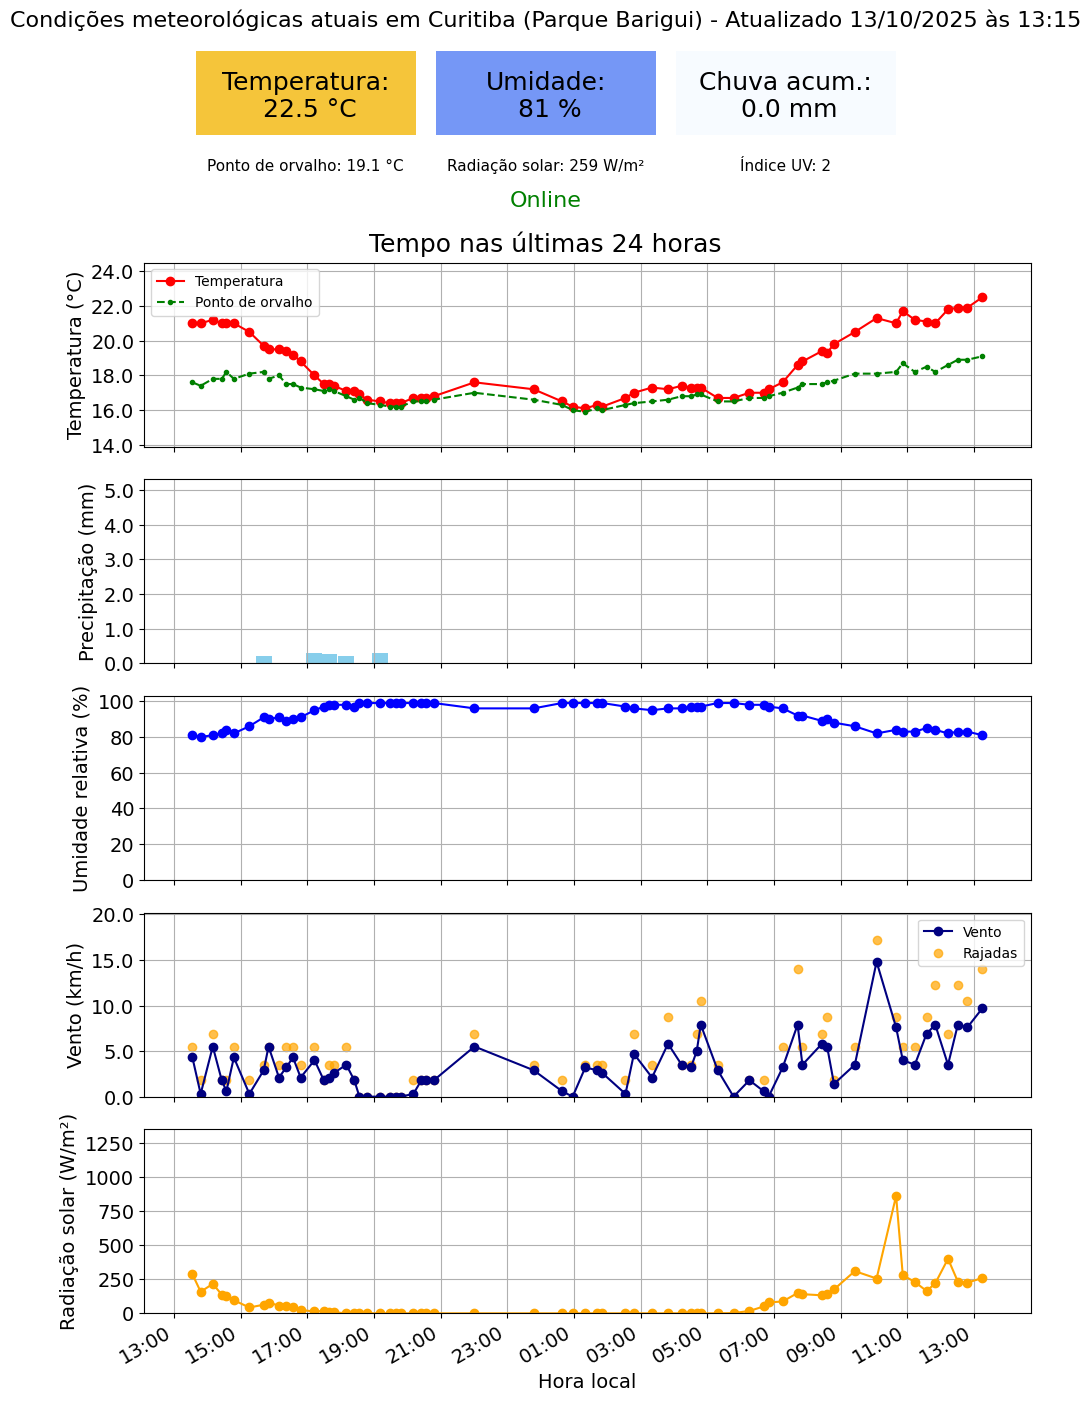 Condições meteorológicas atuais em Curitiba (Parque Barigui) - Atualizado 13/10/2025 às 13:15
Temperatura:
22.5 °C
Umidade:
81 %
Chuva acum.:
0.0 mm
Ponto de orvalho: 19.1 °C
Radiação solar: 259 W/m²
Índice UV: 2
Online
Tempo nas últimas 24 horas
Temperatura (°C)
24.0
22.0
20.0
18.0
16.0
14.0
Temperatura
Ponto de orvalho
Precipitação (mm)
5.0
4.0
3.0
2.0
1.0
0.0
Umidade relativa (%)
100
80
60
40
20
0
Vento (km/h)
20.0
15.0
10.0
5.0
0.0
Vento
Rajadas
Radiação solar (W/m²)
1250
1000
750
500
250
0
13:00
15:00
17:00
19:00
21:00
23:00
01:00
03:00
05:00
07:00
09:00
11:00
13:00
Hora local